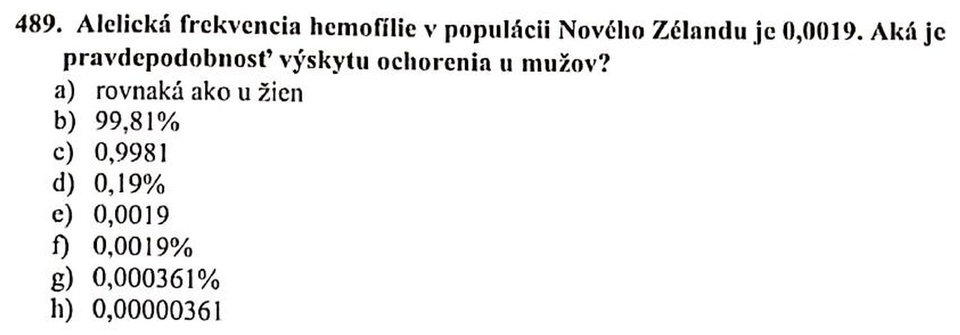 489. Alelická frekvencia hemofílie v populácii Nového Zélandu je 0,0019. Aká je
pravdepodobnosť výskytu ochorenia u mužov?
a) rovnaká ako u žien
b) 99,81%
c) 0,9981
d) 0,19%
e) 0,0019
f) 0,0019%
g) 0,000361%
h) 0,00000361